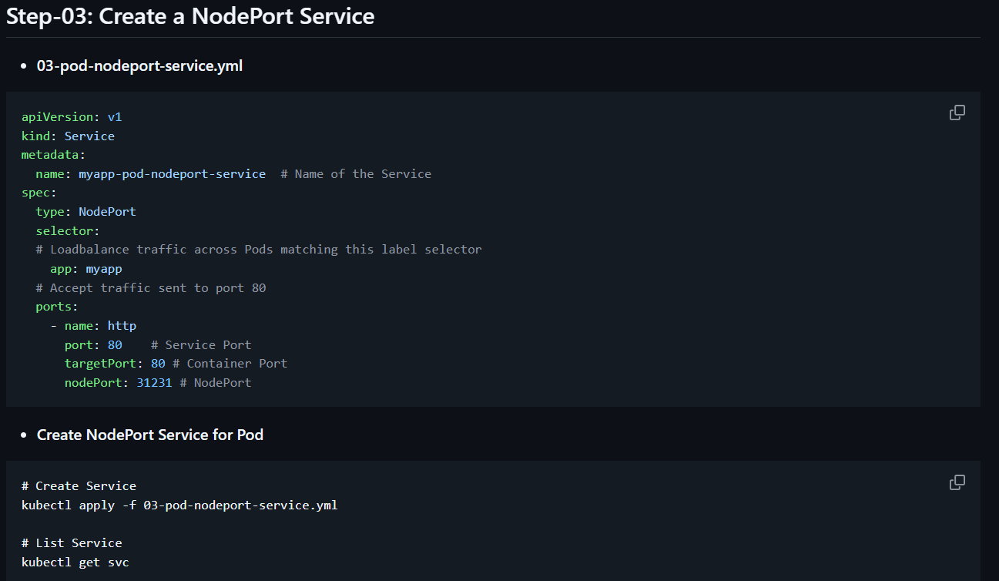 Step-03: Create a NodePort Service
• 03-pod-nodeport-service.yml
apiVersion: v1
kind: Service
metadata:
  name: myapp-pod-nodeport-service  # Name of the Service
spec:
  type: NodePort
  selector:
  # Loadbalance traffic across Pods matching this label selector
    app: myapp
  # Accept traffic sent to port 80
  ports:
    - name: http
      port: 80    # Service Port
      targetPort: 80 # Container Port
      nodePort: 31231 # NodePort
• Create NodePort Service for Pod
# Create Service
kubectl apply -f 03-pod-nodeport-service.yml
# List Service
kubectl get svc